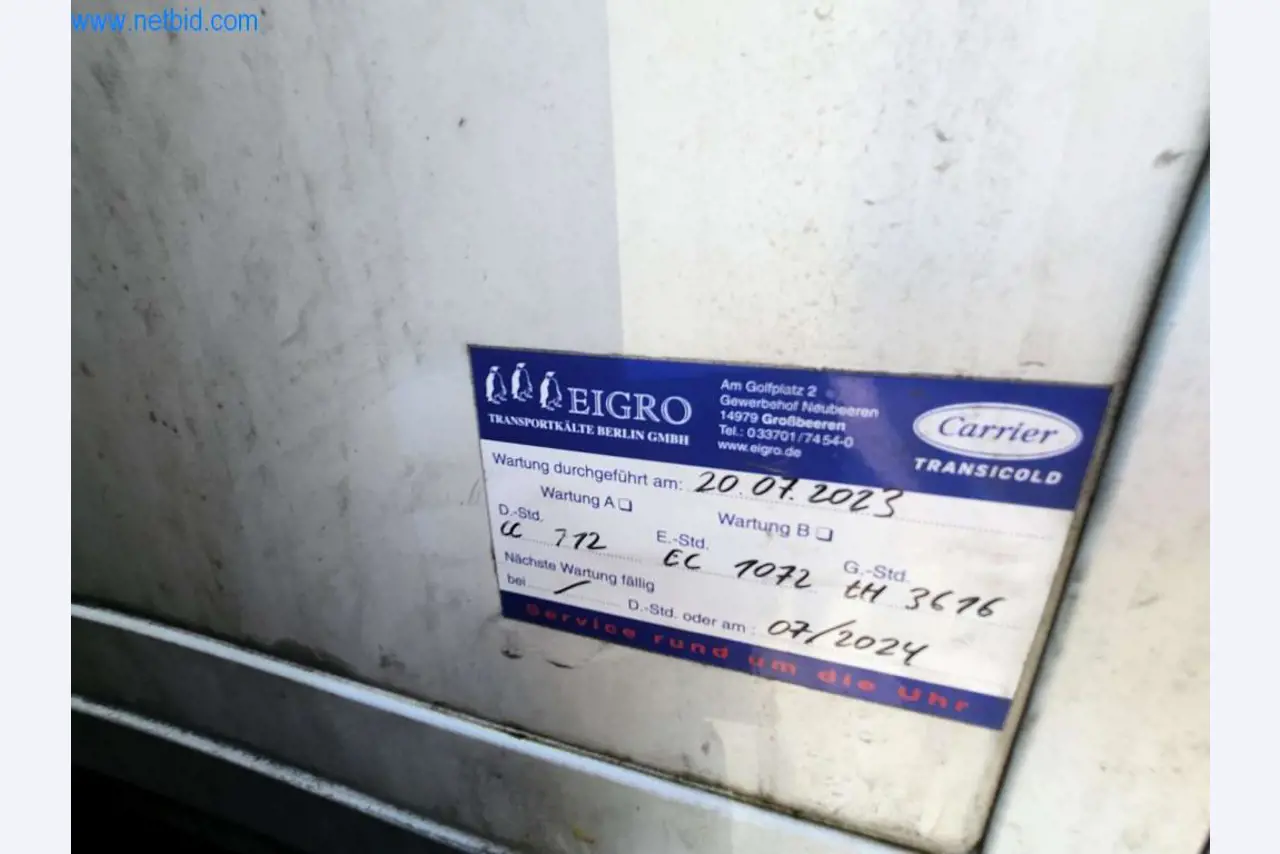 www.netbid.com
EIGRO
TRANSPORTKÄLTE BERLIN GMBH
Am Golfplatz 2
Gewerbehof Neubeeren
14979 Großbeeren
Tel.: 033701/7454-0
www.eigro.de
Carrier
TRANSICOLD
Wartung durchgeführt am: 20.07.2023
Wartung A ☐ Wartung B ☐
D.-Std. E.-Std. G.-Std.
CC 712 EC 1072 tH 3616
Nächste Wartung fällig
bei / D.-Std. oder am: 07/2024
Service rund um die Uhr